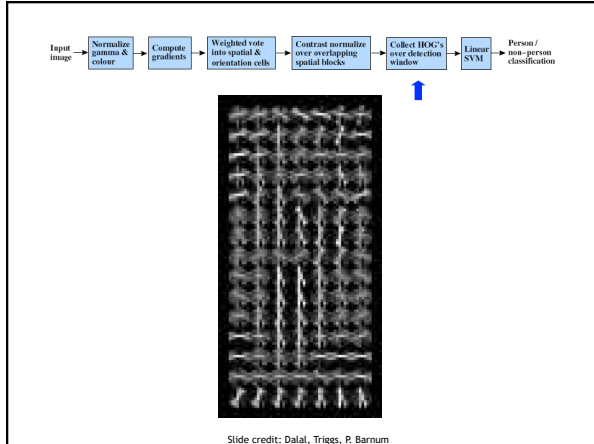 Input
image
Normalize
gamma &
colour
Compute
gradients
Weighted vote
into spatial &
orientation cells
Contrast normalize
over overlapping
spatial blocks
Collect HOG's
over detection
window
Linear
SVM
Person /
non-person
classification
Slide credit: Dalal, Triggs, P. Barnum